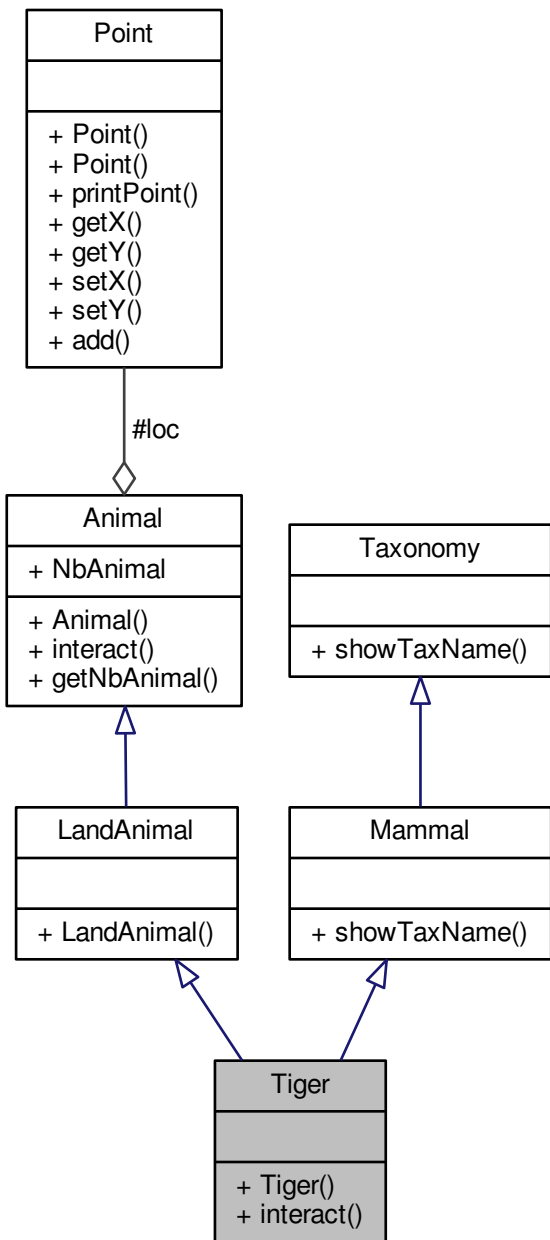 Point
+ Point()
+ Point()
+ printPoint()
+ getX()
+ getY()
+ setX()
+ setY()
+ add()
#loc
Animal
+ NbAnimal
+ Animal()
+ interact()
+ getNbAnimal()
Taxonomy
+ showTaxName()
LandAnimal
+ LandAnimal()
Mammal
+ showTaxName()
Tiger
+ Tiger()
+ interact()